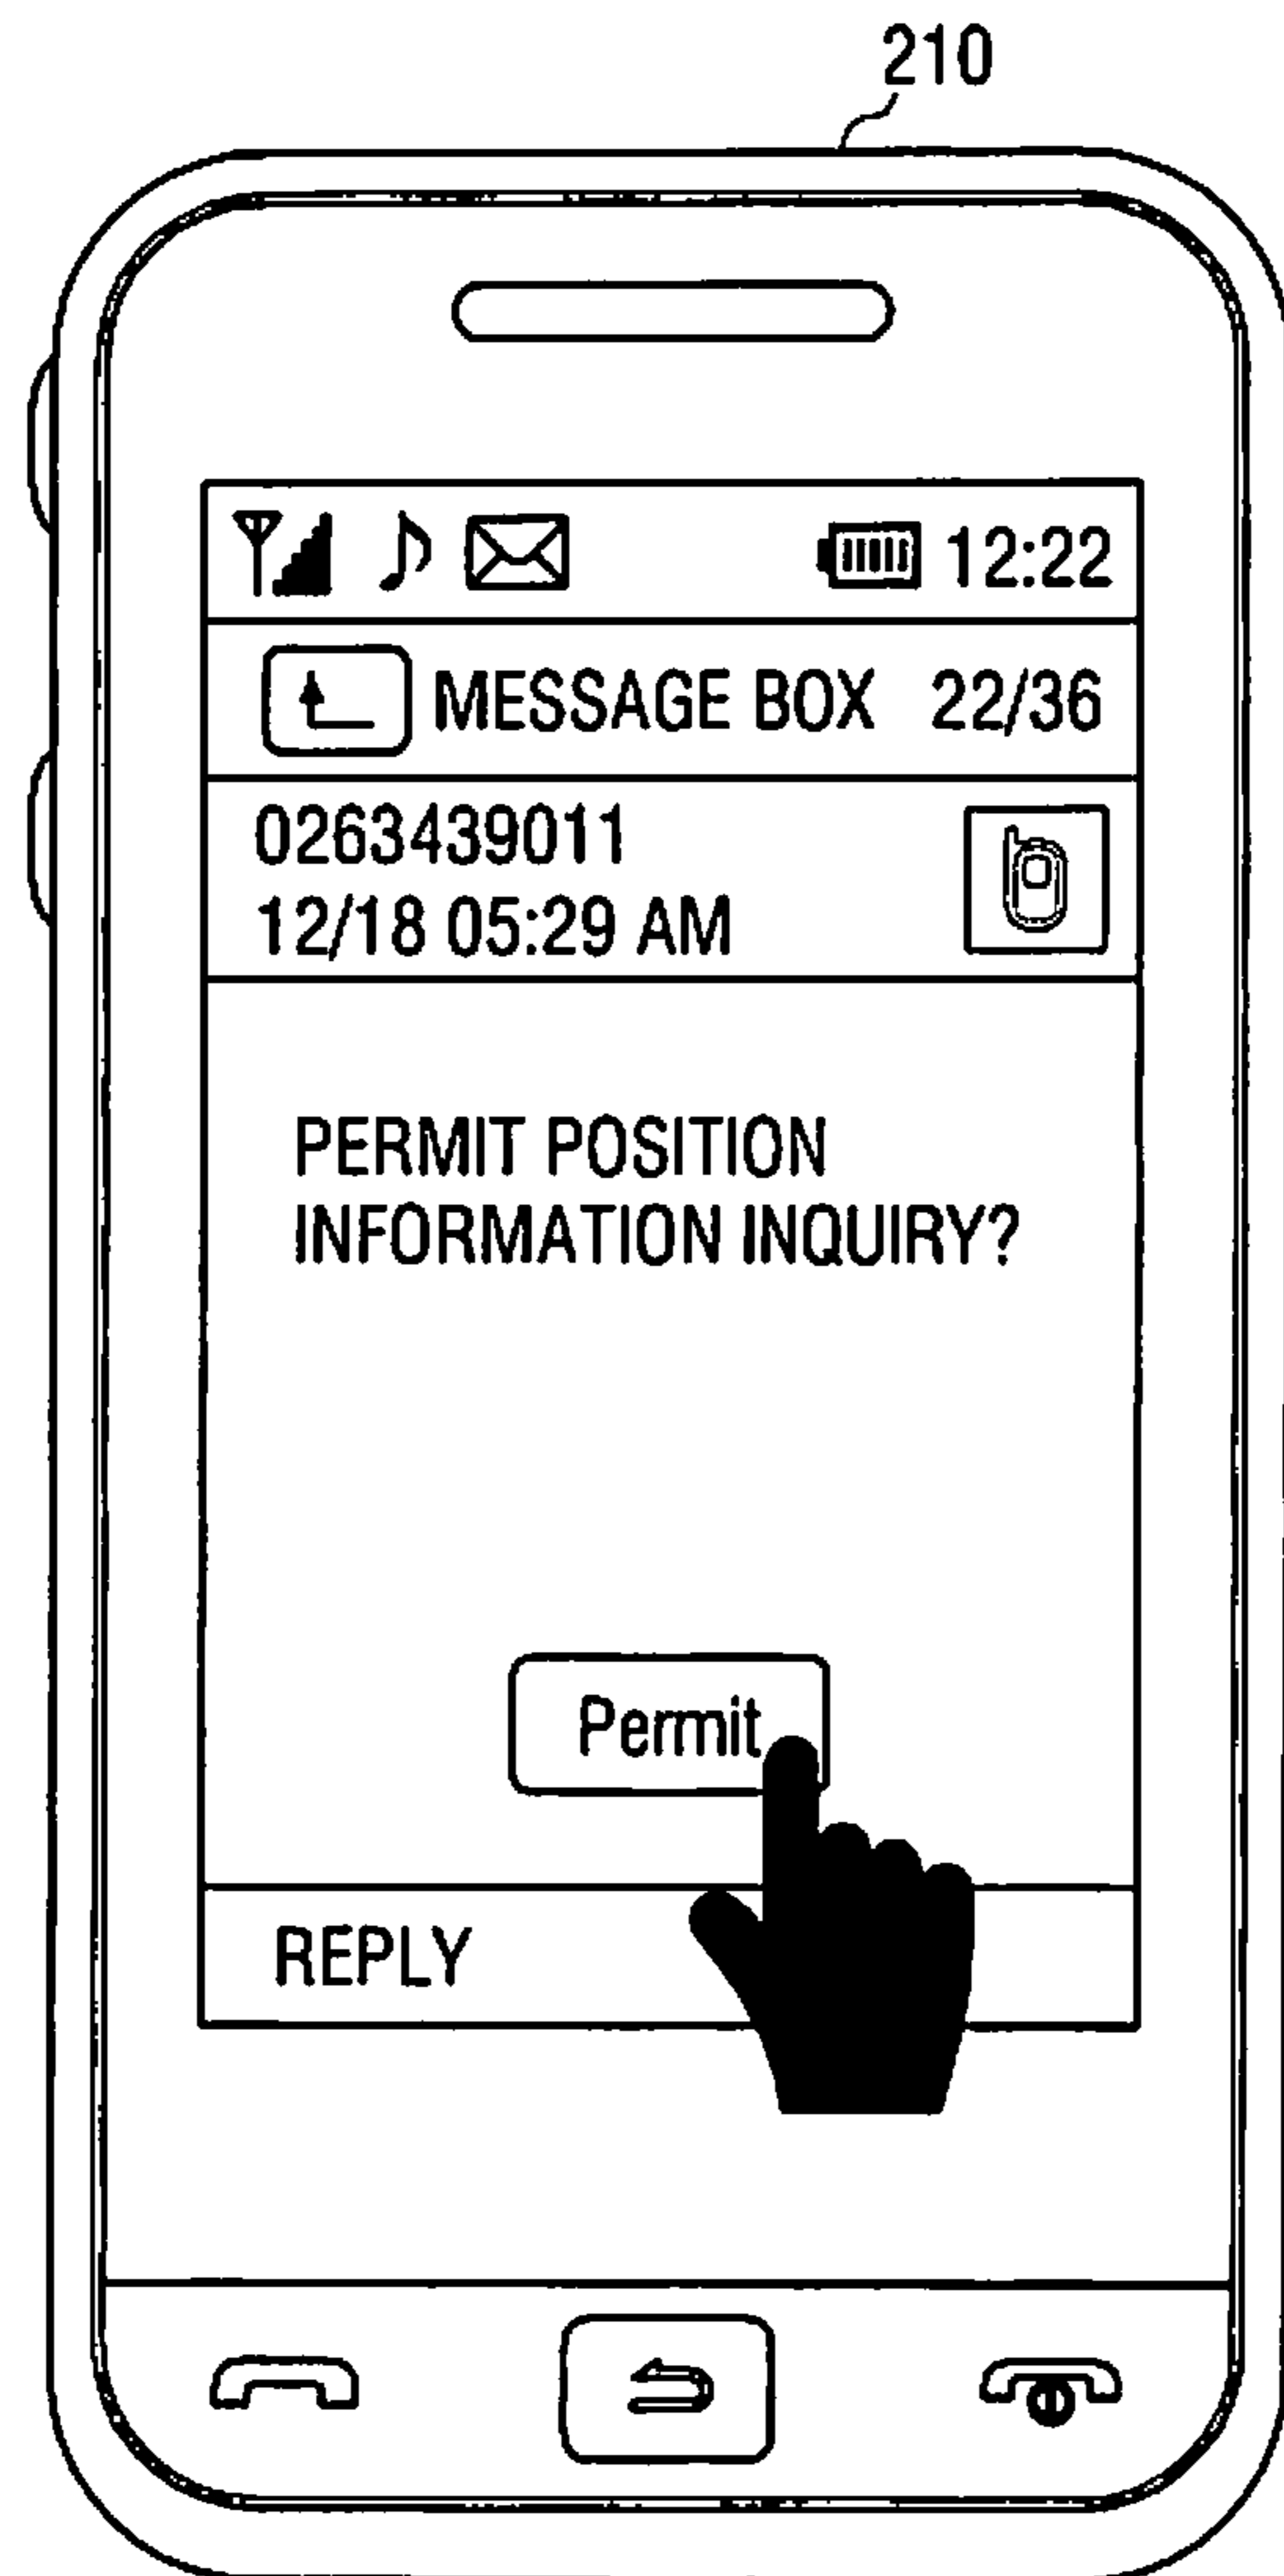 210
12:22
MESSAGE BOX 22/36
0263439011
12/18 05:29 AM
PERMIT POSITION
INFORMATION INQUIRY?
Permit
REPLY